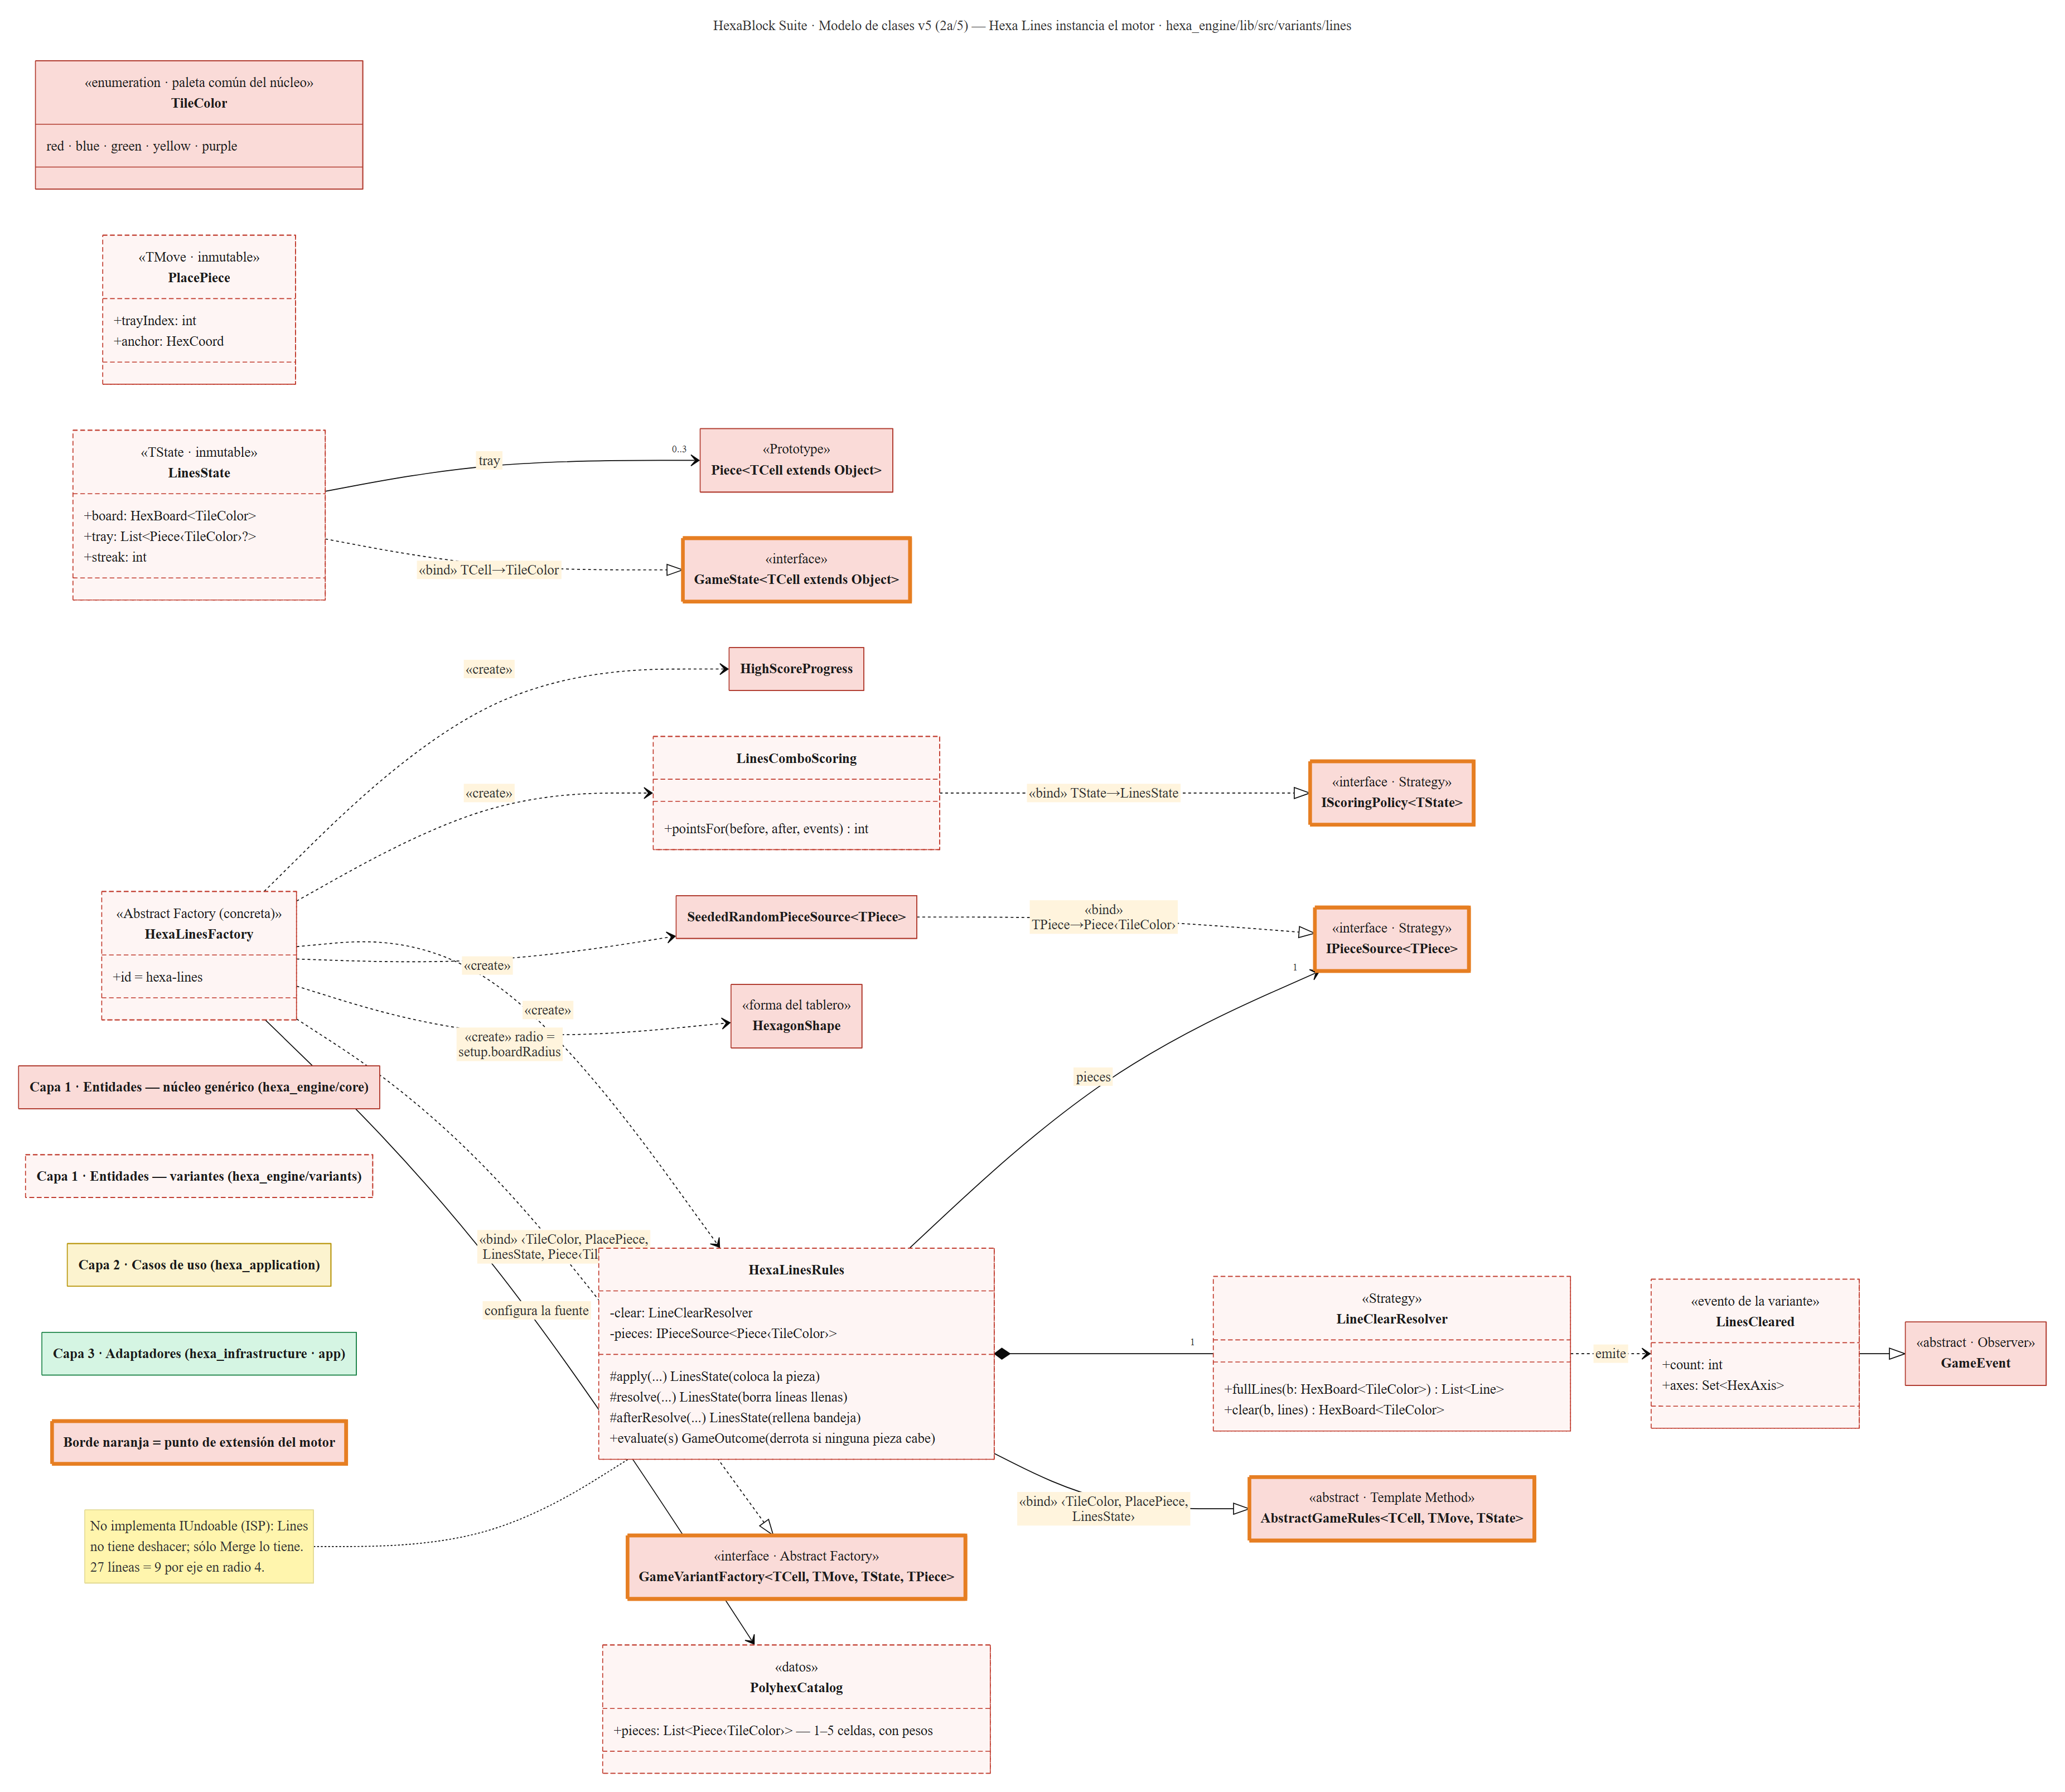 HexaBlock Suite · Modelo de clases v5 (2a/5) — Hexa Lines instancia el motor · hexa_engine/lib/src/variants/lines
«enumeration · paleta común del núcleo»
TileColor
red · blue · green · yellow · purple
«TMove · inmutable»
PlacePiece
+trayIndex: int
+anchor: HexCoord
«TState · inmutable»
LinesState
+board: HexBoard<TileColor>
+tray: List<Piece‹TileColor›?>
+streak: int
tray
0..3
«Prototype»
Piece<TCell extends Object>
«bind» TCell→TileColor
«interface»
GameState<TCell extends Object>
«create»
HighScoreProgress
«create»
LinesComboScoring
+pointsFor(before, after, events) : int
«bind» TState→LinesState
«interface · Strategy»
IScoringPolicy<TState>
«Abstract Factory (concreta)»
HexaLinesFactory
+id = hexa-lines
«create»
SeededRandomPieceSource<TPiece>
«bind»
TPiece→Piece‹TileColor›
«interface · Strategy»
IPieceSource<TPiece>
1
«create»
«create» radio =
setup.boardRadius
«forma del tablero»
HexagonShape
pieces
Capa 1 · Entidades — núcleo genérico (hexa_engine/core)
Capa 1 · Entidades — variantes (hexa_engine/variants)
Capa 2 · Casos de uso (hexa_application)
Capa 3 · Adaptadores (hexa_infrastructure · app)
Borde naranja = punto de extensión del motor
No implementa IUndoable (ISP): Lines
no tiene deshacer; sólo Merge lo tiene.
27 líneas = 9 por eje en radio 4.
«bind» ‹TileColor, PlacePiece,
LinesState, Piece‹Til
configura la fuente
HexaLinesRules
-clear: LineClearResolver
-pieces: IPieceSource<Piece‹TileColor›>
#apply(...) LinesState(coloca la pieza)
#resolve(...) LinesState(borra líneas llenas)
#afterResolve(...) LinesState(rellena bandeja)
+evaluate(s) GameOutcome(derrota si ninguna pieza cabe)
1
«Strategy»
LineClearResolver
+fullLines(b: HexBoard<TileColor>) : List<Line>
+clear(b, lines) : HexBoard<TileColor>
emite
«evento de la variante»
LinesCleared
+count: int
+axes: Set<HexAxis>
«abstract · Observer»
GameEvent
«bind» ‹TileColor, PlacePiece,
LinesState›
«abstract · Template Method»
AbstractGameRules<TCell, TMove, TState>
«interface · Abstract Factory»
GameVariantFactory<TCell, TMove, TState, TPiece>
«datos»
PolyhexCatalog
+pieces: List<Piece‹TileColor›> — 1–5 celdas, con pesos